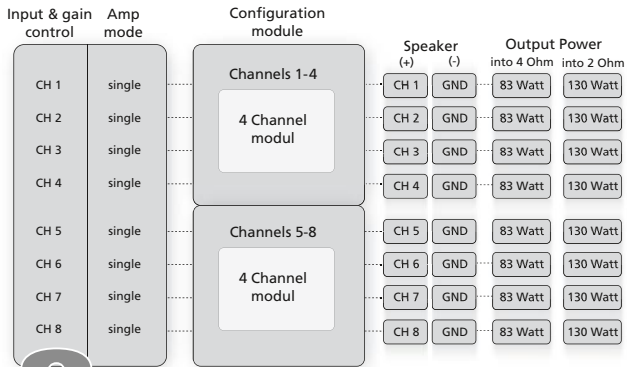 Input & gain control Amp mode Configuration module
Speaker Output Power
(+) (-) into 4 Ohm into 2 Ohm
Channels 1-4
4 Channel modul
CH 1 single CH 1 GND 83 Watt 130 Watt
CH 2 single CH 2 GND 83 Watt 130 Watt
CH 3 single CH 3 GND 83 Watt 130 Watt
CH 4 single CH 4 GND 83 Watt 130 Watt
Channels 5-8
4 Channel modul
CH 5 single CH 5 GND 83 Watt 130 Watt
CH 6 single CH 6 GND 83 Watt 130 Watt
CH 7 single CH 7 GND 83 Watt 130 Watt
CH 8 single CH 8 GND 83 Watt 130 Watt